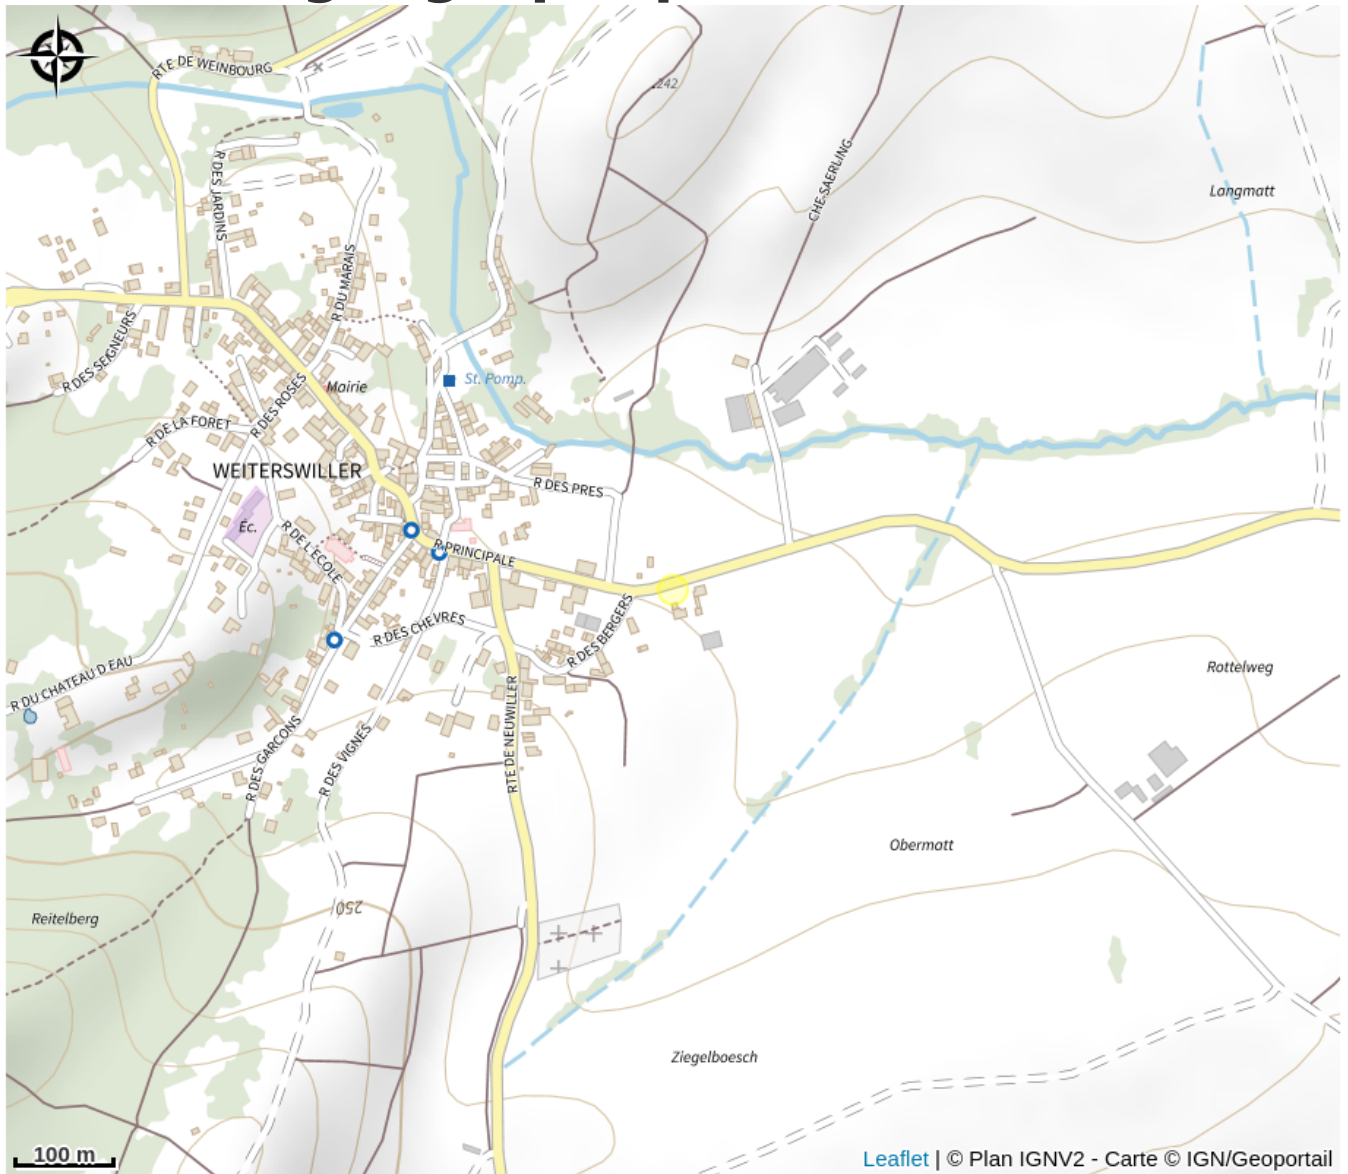 242
RTE DE WEINBOURG
CHE SAERLING
R DES JARDINS
Langmatt
R DU MARAIS
R DES SEIGNEURS
St. Pomp.
Mairie
R DES ROSES
R DE LA FORET
WEITERSWILLER
R DES PRES
Éc.
R DE L'ECOLE
R PRINCIPALE
R DES CHEVRES
R DES BERGERS
R DU CHATEAU D EAU
Rottelweg
RTE DE NEUWILLER
R DES GARCONS
R DES VIGNES
Obermatt
250
Reitelberg
Ziegelboesch
100 m
Leaflet | © Plan IGNV2 - Carte © IGN/Geoportail